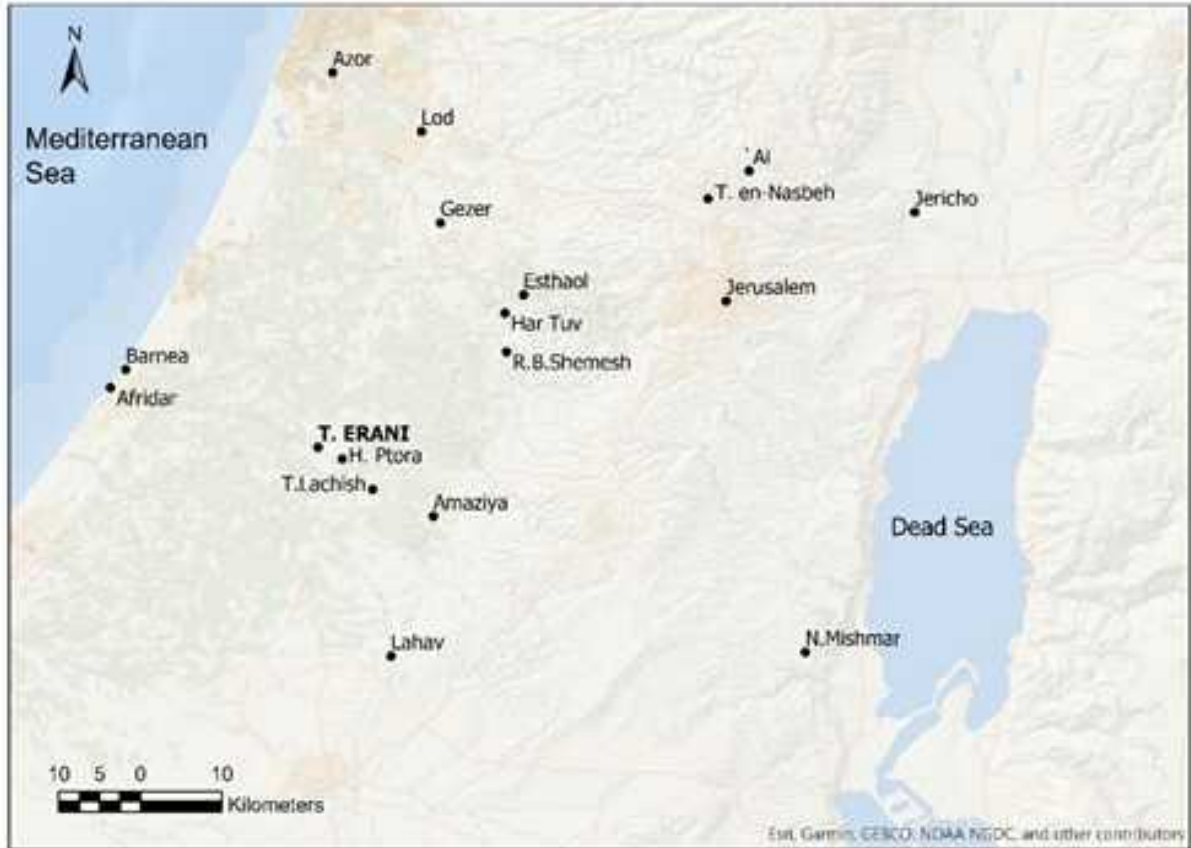 N
Azor
Mediterranean
Sea
Lod
`Ai
T. en-Nasbeh
Jericho
Gezer
Esthaol
Jerusalem
Har Tuv
R.B.Shemesh
Barnea
Afridar
T. ERANI
H. Ptora
T.Lachish
Amaziya
Dead Sea
Lahav
N.Mishmar
10 5 0 10
Kilometers
Esri, Garmin, GEBCO, NOAA NGDC, and other contributors